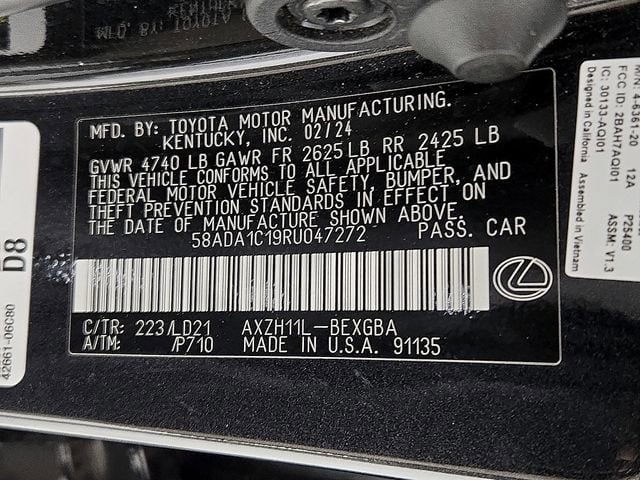 MFD. BY: TOYOTA MOTOR MANUFACTURING.
KENTUCKY, INC. 02/24
GVWR 4740 LB GAWR FR 2625 LB RR 2425 LB
THIS VEHICLE CONFORMS TO ALL APPLICABLE
FEDERAL MOTOR VEHICLE SAFETY, BUMPER, AND
THEFT PREVENTION STANDARDS IN EFFECT ON
THE DATE OF MANUFACTURE SHOWN ABOVE.
58ADA1C19RU047272 PASS. CAR
C/TR: 223/LD21 AXZH11L-BEXGBA
A/TM: /P710 MADE IN U.S.A. 91135
D8
42661-06C80
12A
FCC ID: 2BAH7AQI01 P25400
IC: 30133-AQI01 ASSM: V1.3
Designed in California Assembled in Vietnam